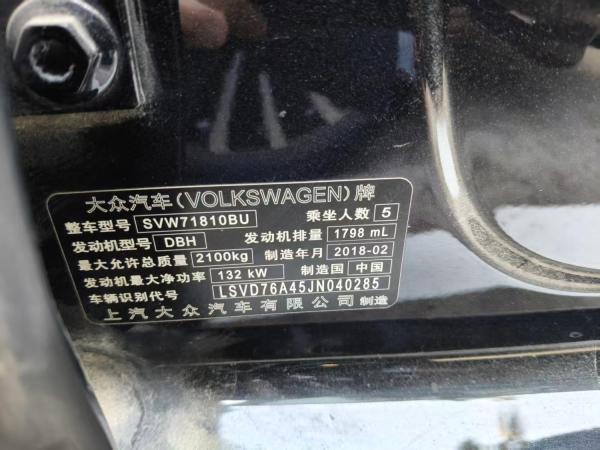 大众汽车(VOLKSWAGEN)牌
整车型号 SVW71810BU 乘坐人数 5
发动机型号 DBH 发动机排量 1798 mL
最大允许总质量 2100kg 制造年月 2018-02
发动机最大净功率 132 kW 制造国 中国
车辆识别代号 LSVD76A45JN040285
上汽大众汽车有限公司 制造